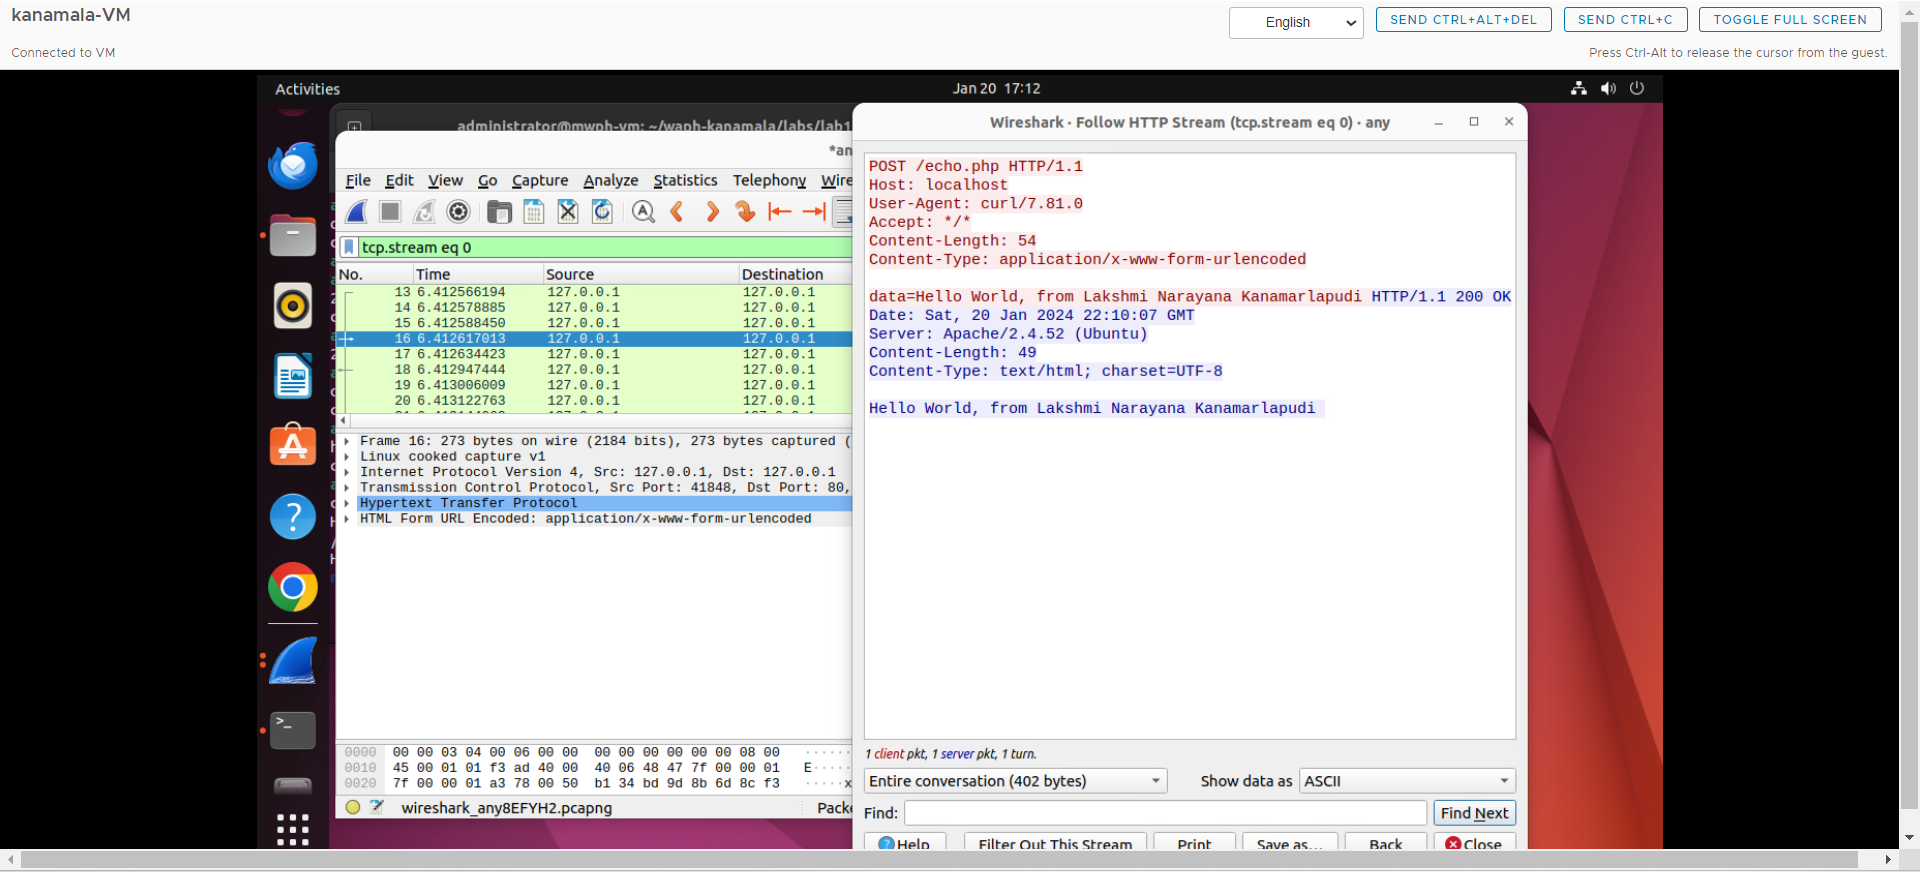 kanamala-VM
English
SEND CTRL+ALT+DEL
SEND CTRL+C
TOGGLE FULL SCREEN
Connected to VM
Press Ctrl-Alt to release the cursor from the guest.
Activities
Jan 20 17:12
administrator@mwph-vm: ~/waph-kanamala/labs/lab1
*an
File Edit View Go Capture Analyze Statistics Telephony Wire
tcp.stream eq 0
No. Time Source Destination
13 6.412566194 127.0.0.1 127.0.0.1
14 6.412578885 127.0.0.1 127.0.0.1
15 6.412588450 127.0.0.1 127.0.0.1
16 6.412617013 127.0.0.1 127.0.0.1
17 6.412634423 127.0.0.1 127.0.0.1
18 6.412947444 127.0.0.1 127.0.0.1
19 6.413006009 127.0.0.1 127.0.0.1
20 6.413122763 127.0.0.1 127.0.0.1
Frame 16: 273 bytes on wire (2184 bits), 273 bytes captured (
Linux cooked capture v1
Internet Protocol Version 4, Src: 127.0.0.1, Dst: 127.0.0.1
Transmission Control Protocol, Src Port: 41848, Dst Port: 80,
Hypertext Transfer Protocol
HTML Form URL Encoded: application/x-www-form-urlencoded
0000 00 00 03 04 00 06 00 00 00 00 00 00 00 00 08 00 ······
0010 45 00 01 01 f3 ad 40 00 40 06 48 47 7f 00 00 01 E·····
0020 7f 00 00 01 a3 78 00 50 b1 34 bd 9d 8b 6d 8c f3 ·····x
wireshark_any8EFYH2.pcapng
Packe
Wireshark · Follow HTTP Stream (tcp.stream eq 0) · any
POST /echo.php HTTP/1.1
Host: localhost
User-Agent: curl/7.81.0
Accept: */*
Content-Length: 54
Content-Type: application/x-www-form-urlencoded
data=Hello World, from Lakshmi Narayana Kanamarlapudi HTTP/1.1 200 OK
Date: Sat, 20 Jan 2024 22:10:07 GMT
Server: Apache/2.4.52 (Ubuntu)
Content-Length: 49
Content-Type: text/html; charset=UTF-8
Hello World, from Lakshmi Narayana Kanamarlapudi
1 client pkt, 1 server pkt, 1 turn.
Entire conversation (402 bytes)
Show data as ASCII
Find:
Find Next
Help
Filter Out This Stream
Print
Save as…
Back
Close